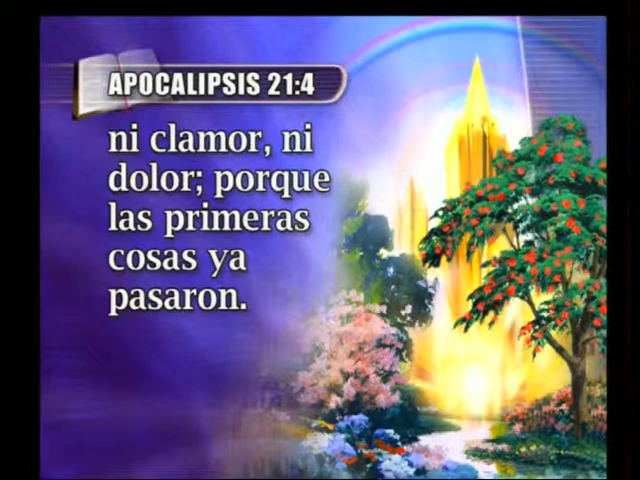 APOCALIPSIS 21:4
ni clamor, ni
dolor; porque
las primeras
cosas ya
pasaron.